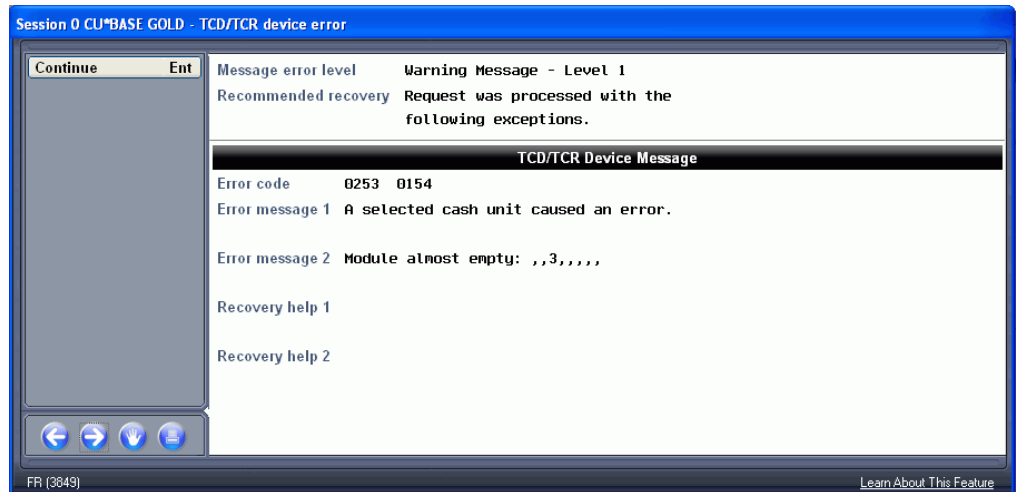 Session 0 CU*BASE GOLD - TCD/TCR device error
Continue Ent
Message error level Warning Message - Level 1
Recommended recovery Request was processed with the
following exceptions.
TCD/TCR Device Message
Error code 0253 0154
Error message 1 A selected cash unit caused an error.
Error message 2 Module almost empty: ,,3,,,,,
Recovery help 1
Recovery help 2
FR (3849) Learn About This Feature